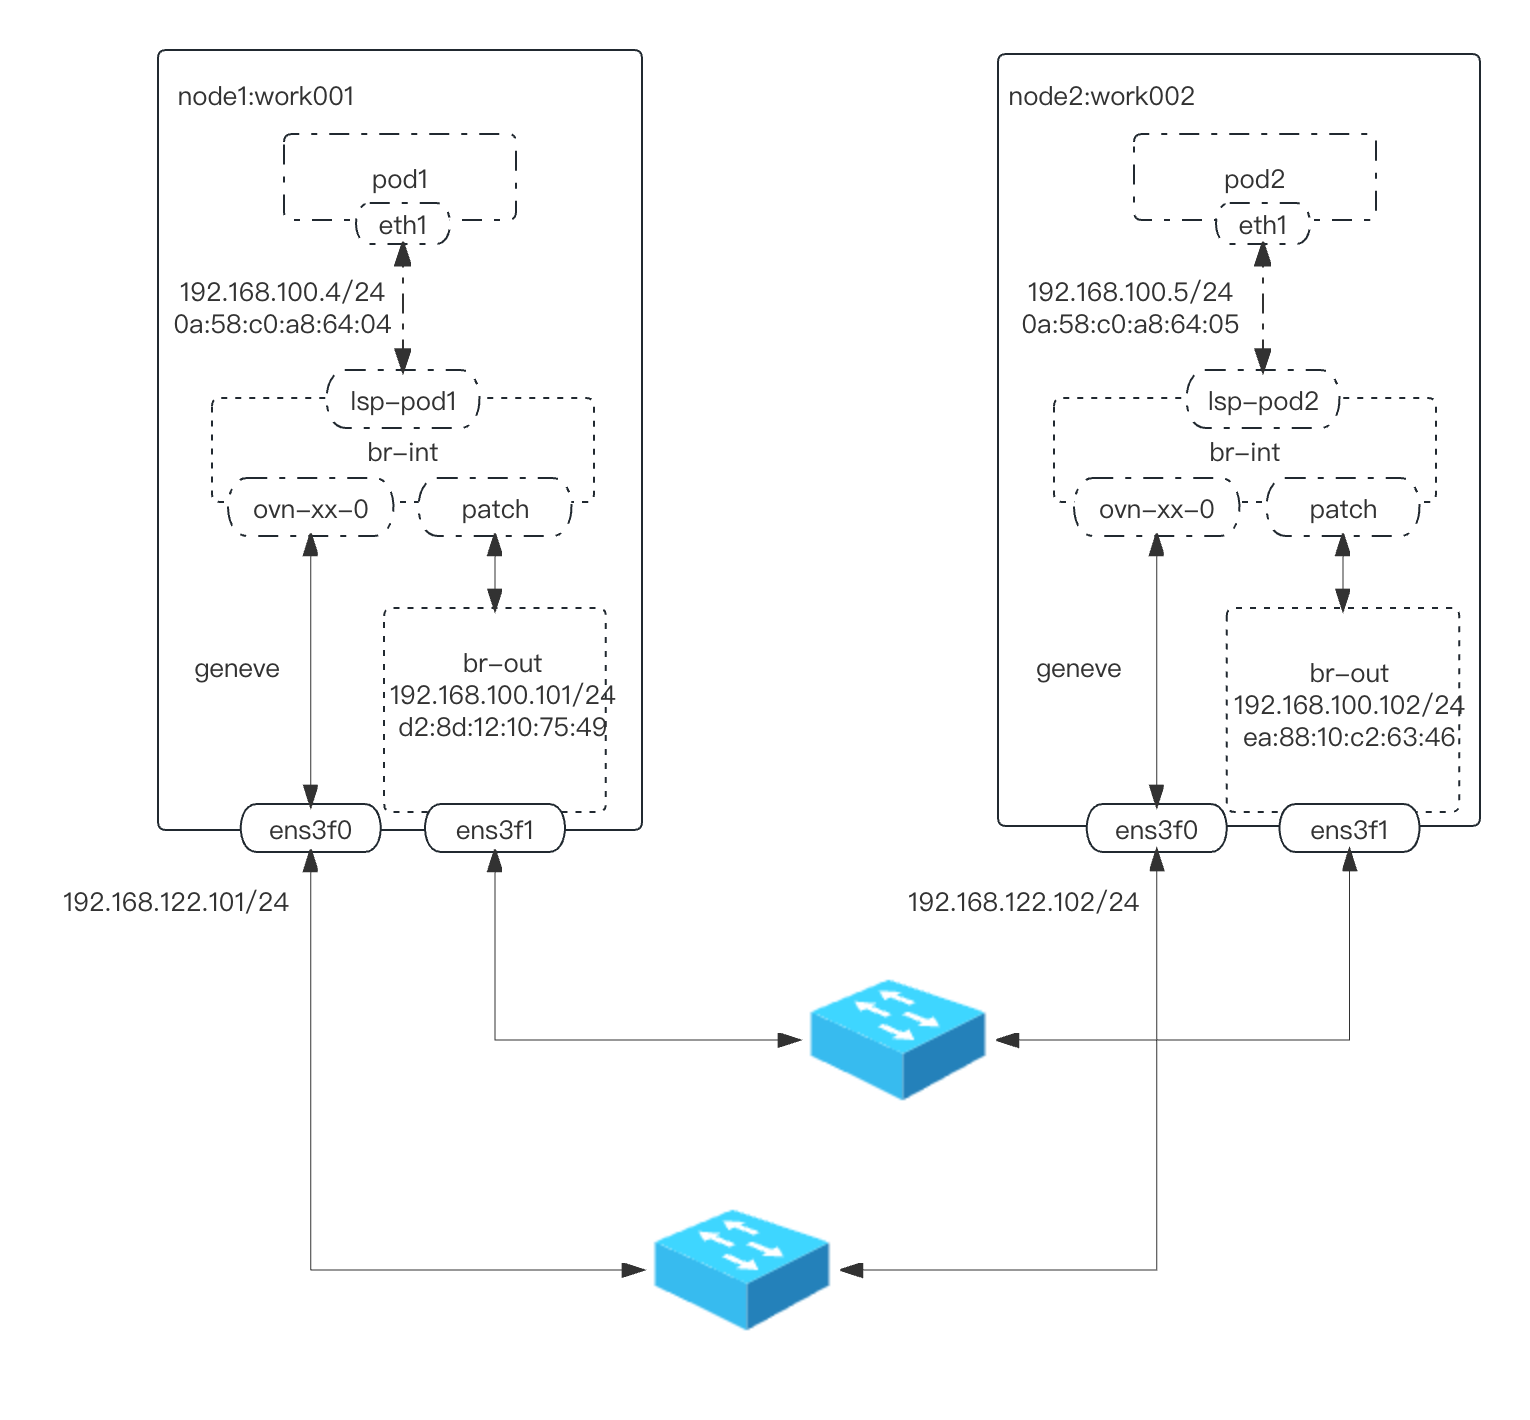 node1:work001
pod1
eth1
192.168.100.4/24
0a:58:c0:a8:64:04
lsp-pod1
br-int
ovn-xx-0
patch
geneve
br-out
192.168.100.101/24
d2:8d:12:10:75:49
ens3f0
ens3f1
192.168.122.101/24
node2:work002
pod2
eth1
192.168.100.5/24
0a:58:c0:a8:64:05
lsp-pod2
br-int
ovn-xx-0
patch
geneve
br-out
192.168.100.102/24
ea:88:10:c2:63:46
ens3f0
ens3f1
192.168.122.102/24